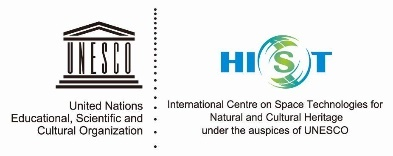 UNESCO
United Nations
Educational, Scientific and
Cultural Organization
HIST
International Centre on Space Technologies for
Natural and Cultural Heritage
under the auspices of UNESCO